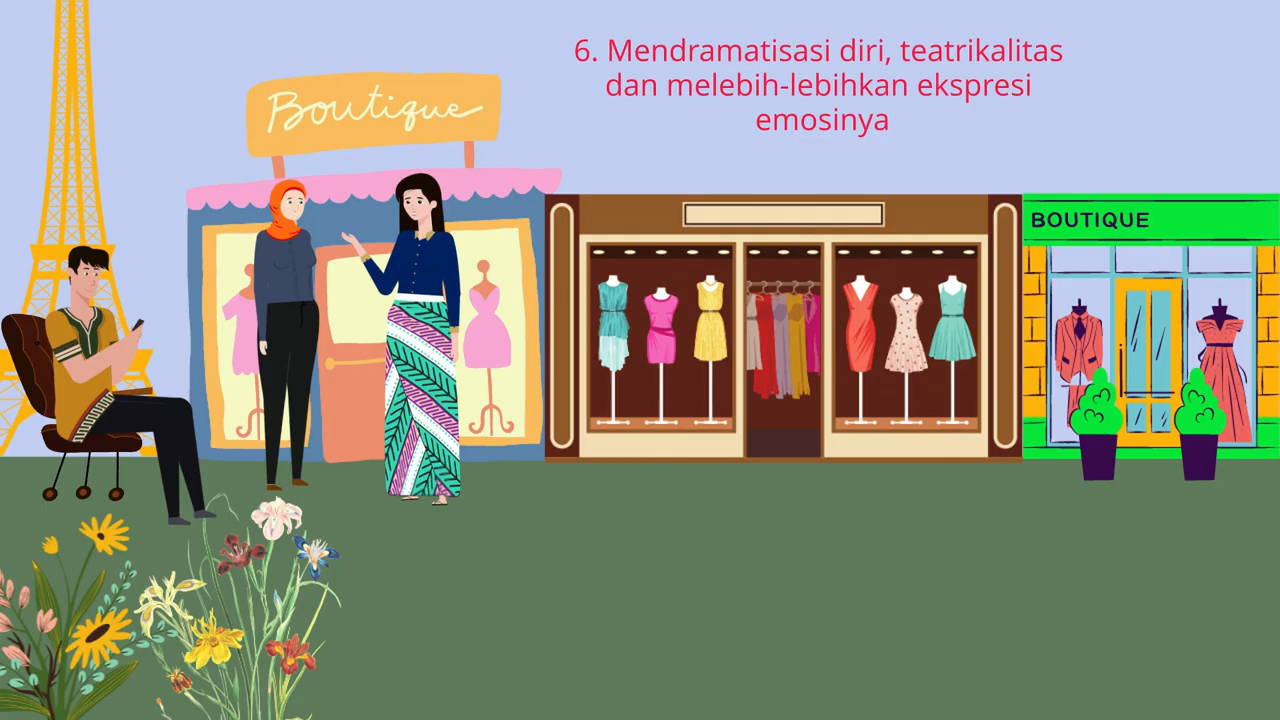 6. Mendramatisasi diri, teatrikalitas
dan melebih-lebihkan ekspresi
emosinya
Boutique
BOUTIQUE